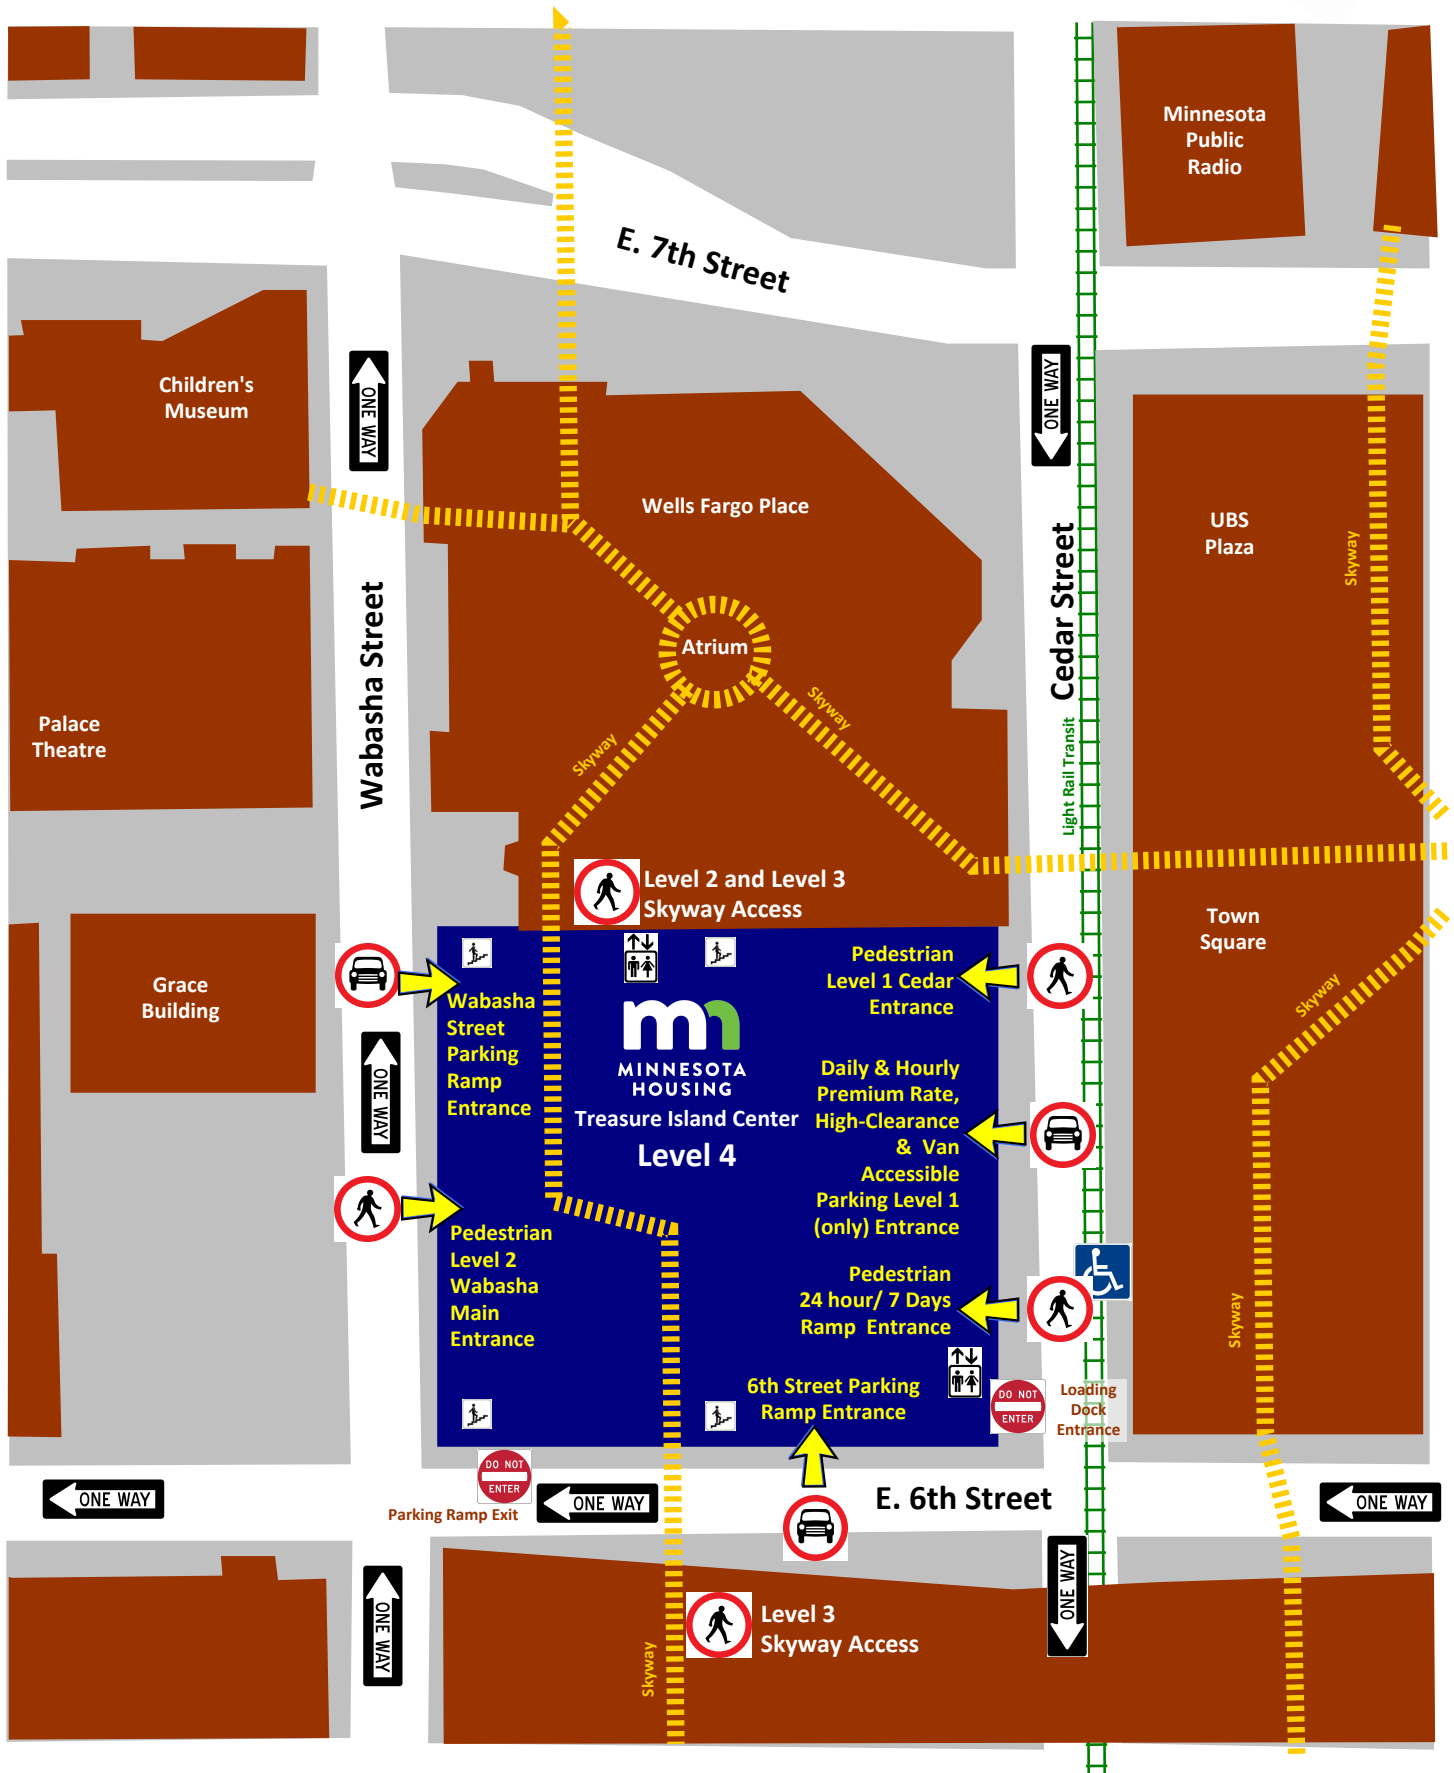 Minnesota
Public
Radio
E. 7th Street
Children's
Museum
ONE WAY
ONE WAY
Wells Fargo Place
UBS
Plaza
Skyway
Cedar Street
Wabasha Street
Atrium
Skyway
Skyway
Palace
Theatre
Light Rail Transit
Level 2 and Level 3
Skyway Access
Town
Square
Grace
Building
Pedestrian
Level 1 Cedar
Entrance
Wabasha
Street
Parking
Ramp
Entrance
mn
MINNESOTA
HOUSING
Treasure Island Center
Level 4
Skyway
ONE WAY
Daily & Hourly
Premium Rate,
High-Clearance
& Van
Accessible
Parking Level 1
(only) Entrance
Pedestrian
Level 2
Wabasha
Main
Entrance
Pedestrian
24 hour/ 7 Days
Ramp Entrance
Skyway
6th Street Parking
Ramp Entrance
DO NOT
ENTER
Loading
Dock
Entrance
DO NOT
ENTER
Parking Ramp Exit
ONE WAY
ONE WAY
E. 6th Street
ONE WAY
ONE WAY
ONE WAY
Level 3
Skyway Access
Skyway